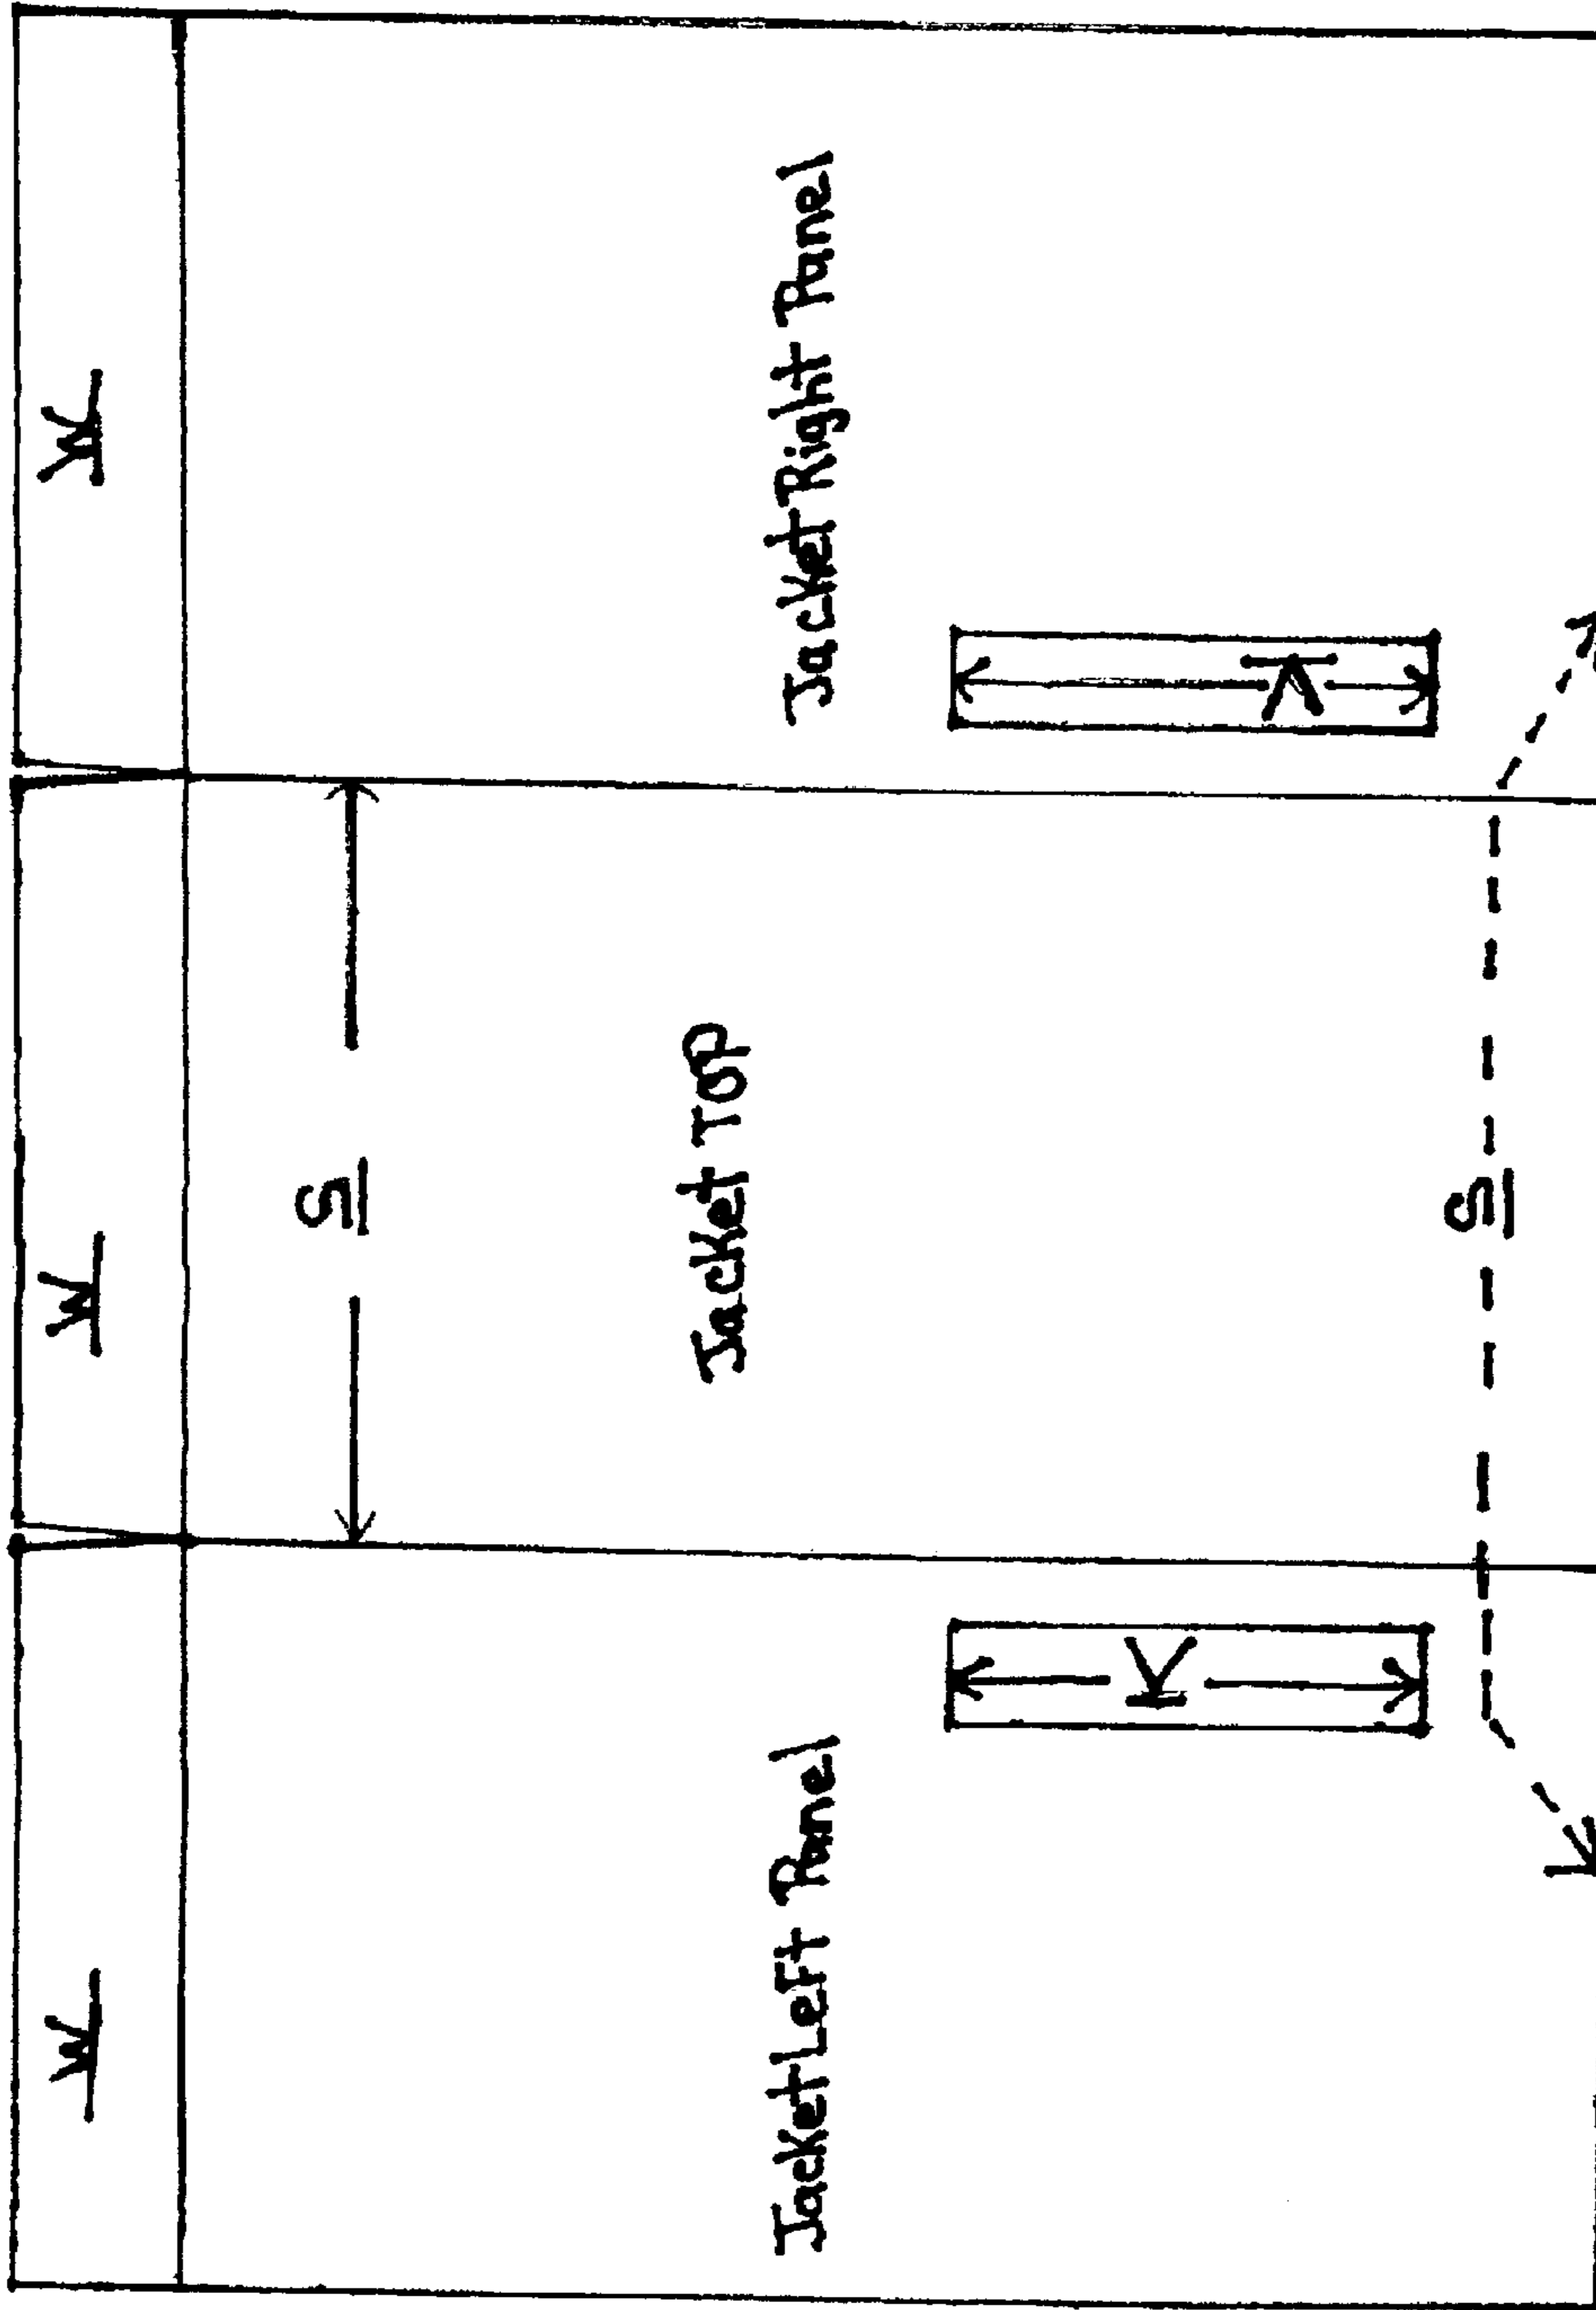 W W W
S
Jacket TOP
Jacket Left Panel Jacket Right Panel
V V
S